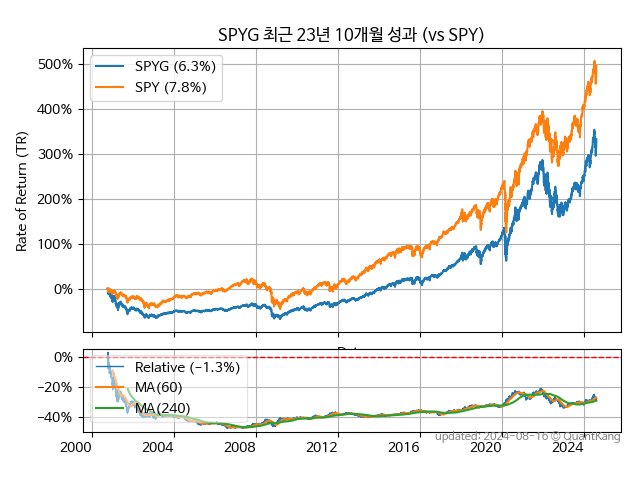 SPYG 최근 23년 10개월 성과 (vs SPY)
500%
400%
300%
200%
100%
0%
Rate of Return (TR)
SPYG (6.3%)
SPY (7.8%)
0%
−20%
−40%
Relative (−1.3%)
MA(60)
MA(240)
2000
2004
2008
2012
2016
2020
2024
updated: 2024-08-16 © QuantKang